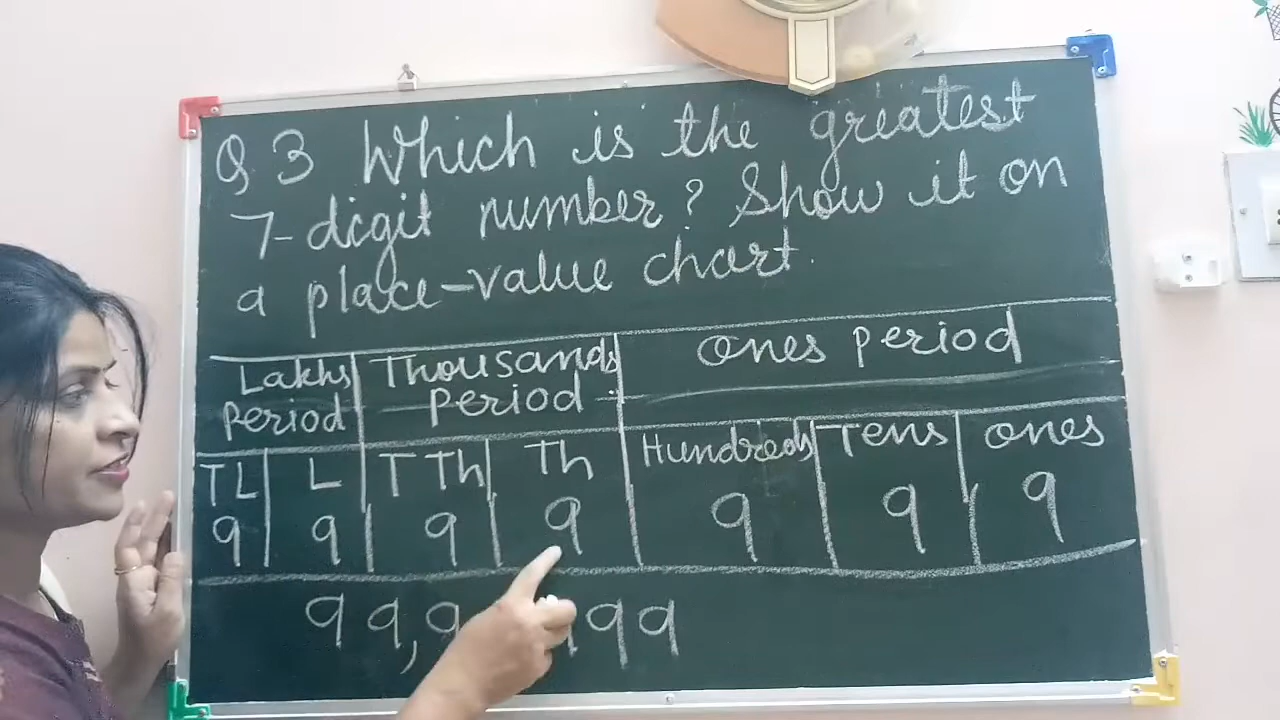 Q 3 Which is the greatest
7-digit number? Show it on
a place-value chart.
Lakhs Thousands Ones period
Period period
TL L T Th Th Hundreds Tens ones
9 9 9 9 9 9 9
99,9 99